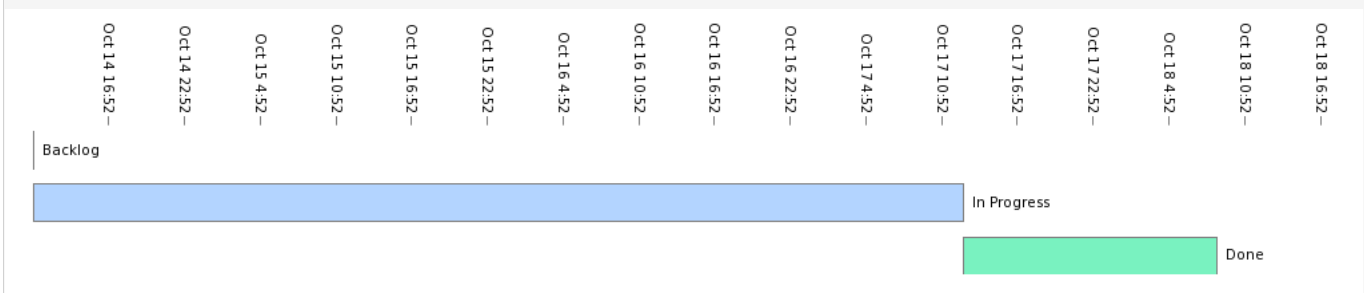 Oct 14 16:52
Oct 14 22:52
Oct 15 4:52
Oct 15 10:52
Oct 15 16:52
Oct 15 22:52
Oct 16 4:52
Oct 16 10:52
Oct 16 16:52
Oct 16 22:52
Oct 17 4:52
Oct 17 10:52
Oct 17 16:52
Oct 17 22:52
Oct 18 4:52
Oct 18 10:52
Oct 18 16:52
Backlog
In Progress
Done